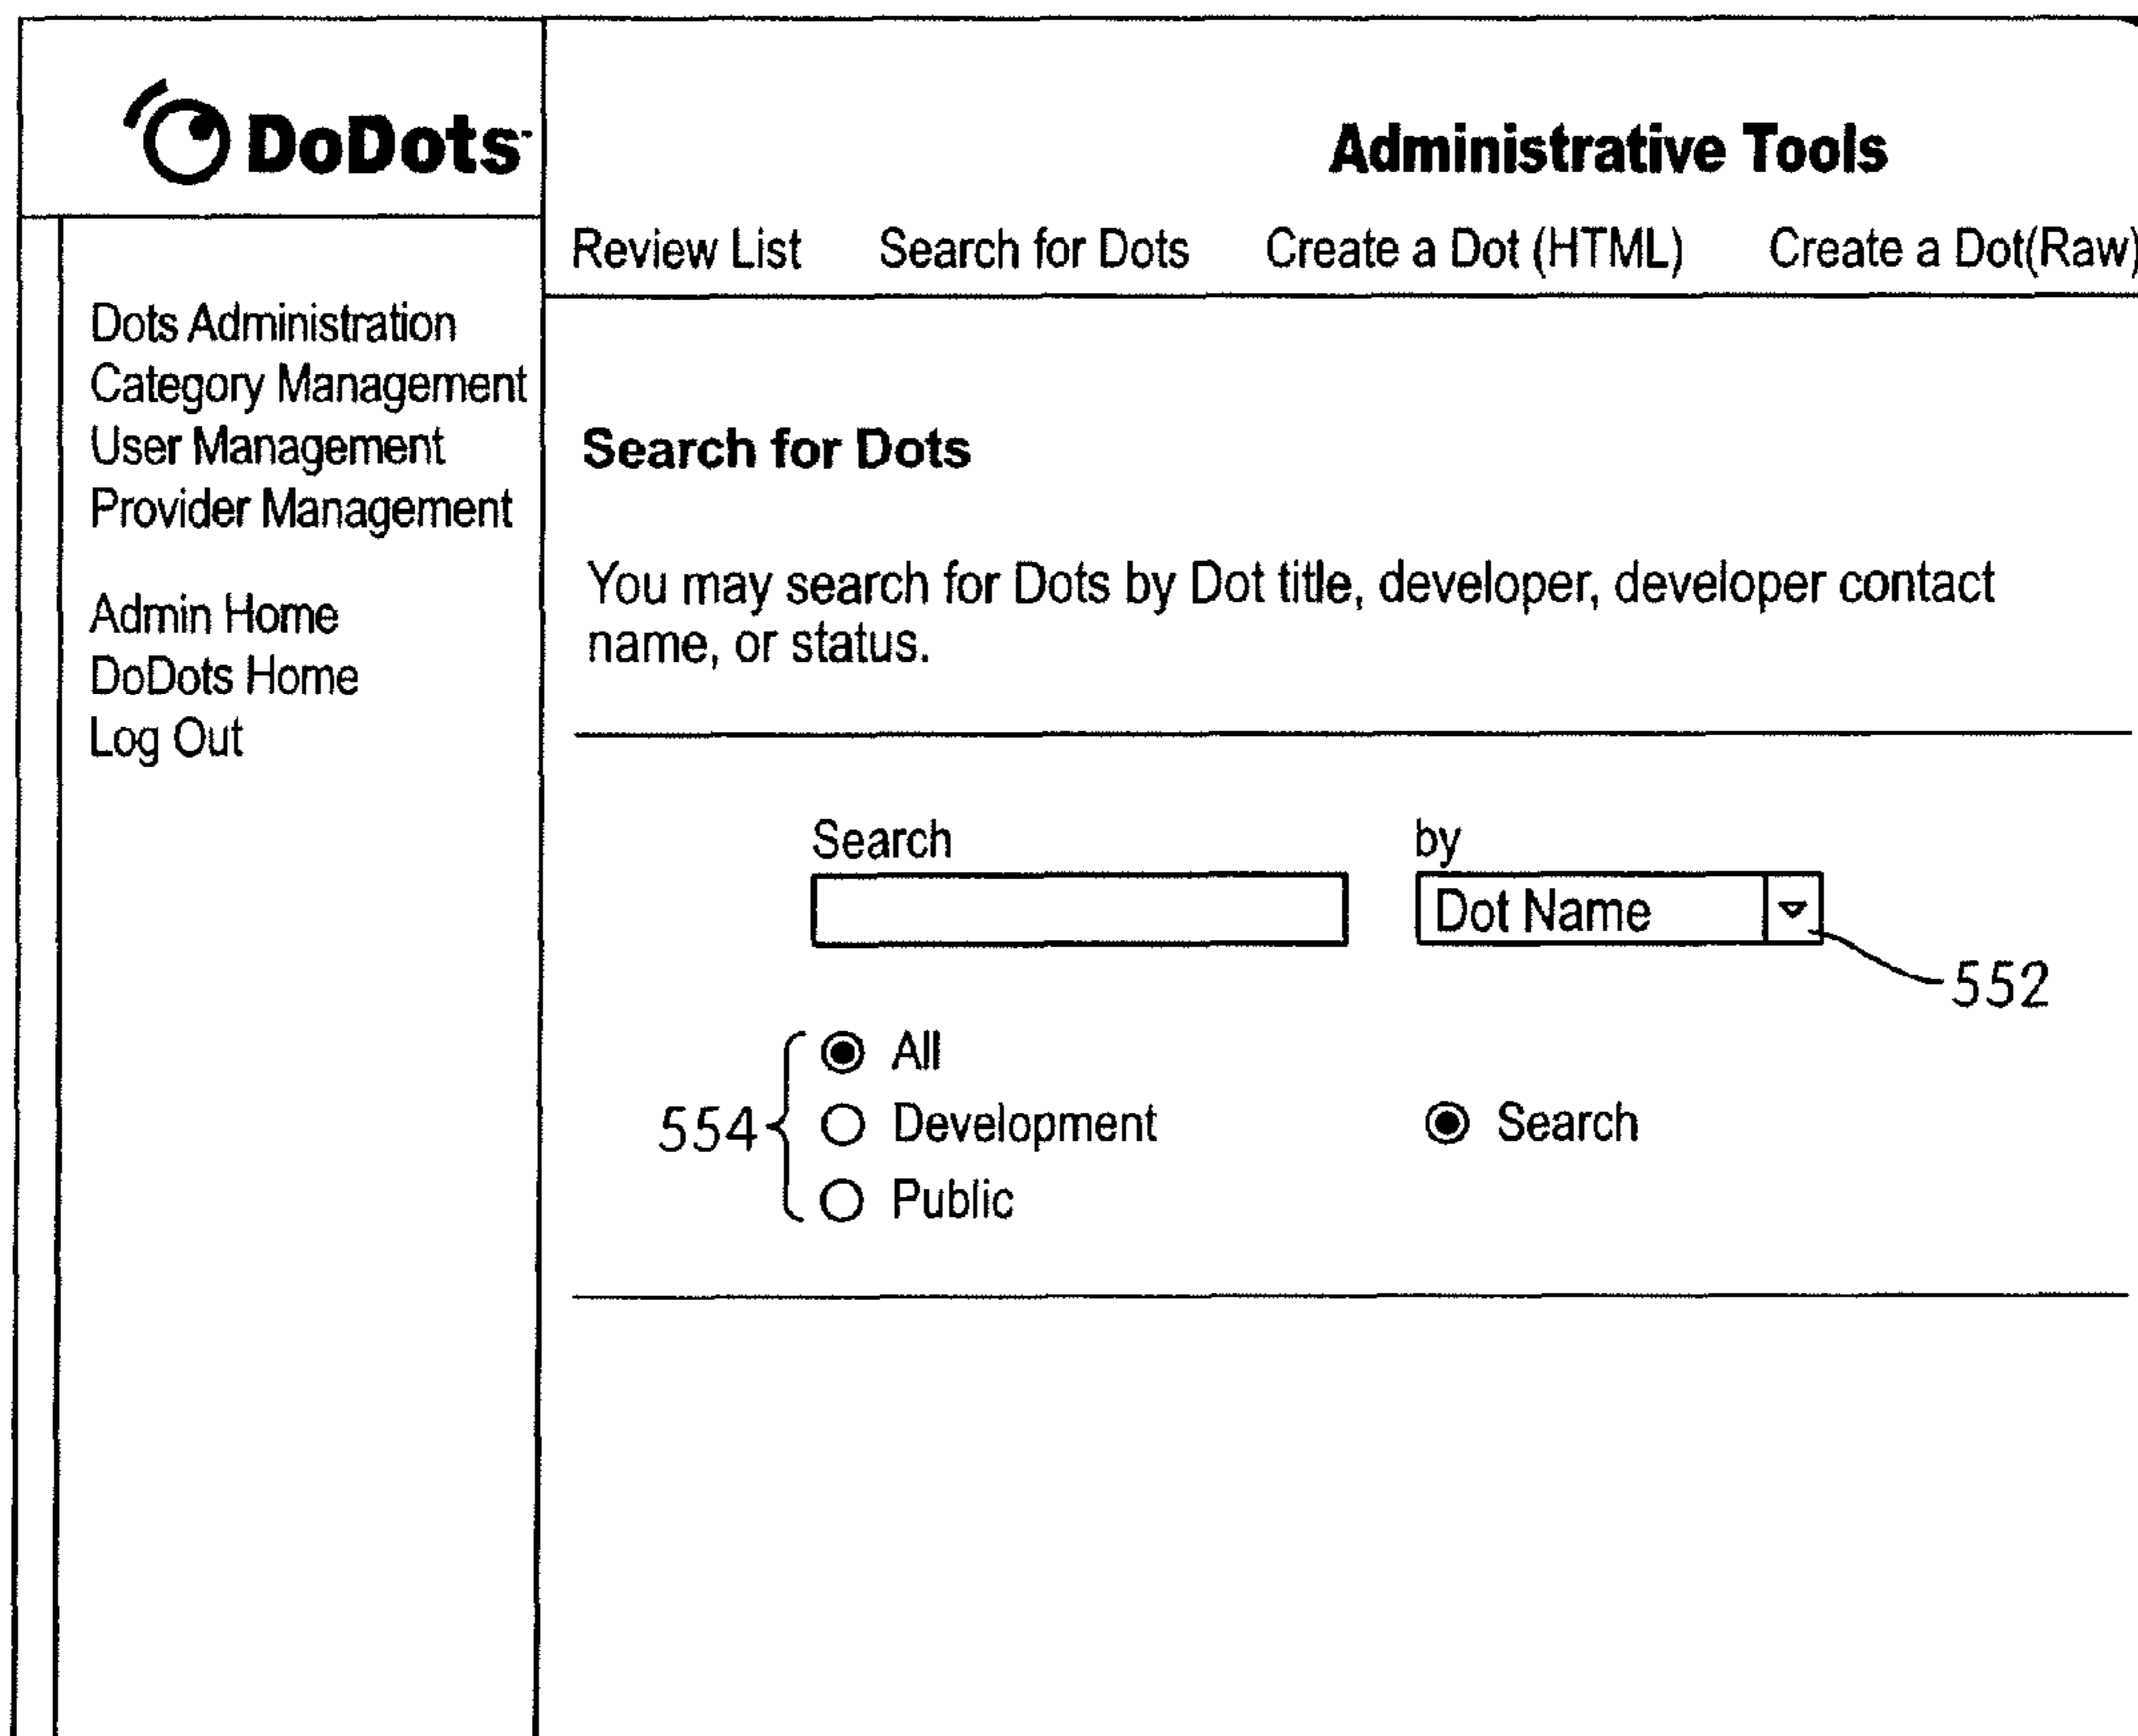 DoDots™
Administrative Tools
Review List Search for Dots Create a Dot (HTML) Create a Dot(Raw)
Dots Administration
Category Management
User Management
Provider Management
Admin Home
DoDots Home
Log Out
Search for Dots
You may search for Dots by Dot title, developer, developer contact
name, or status.
Search by
Dot Name
552
All
554 Development Search
Public